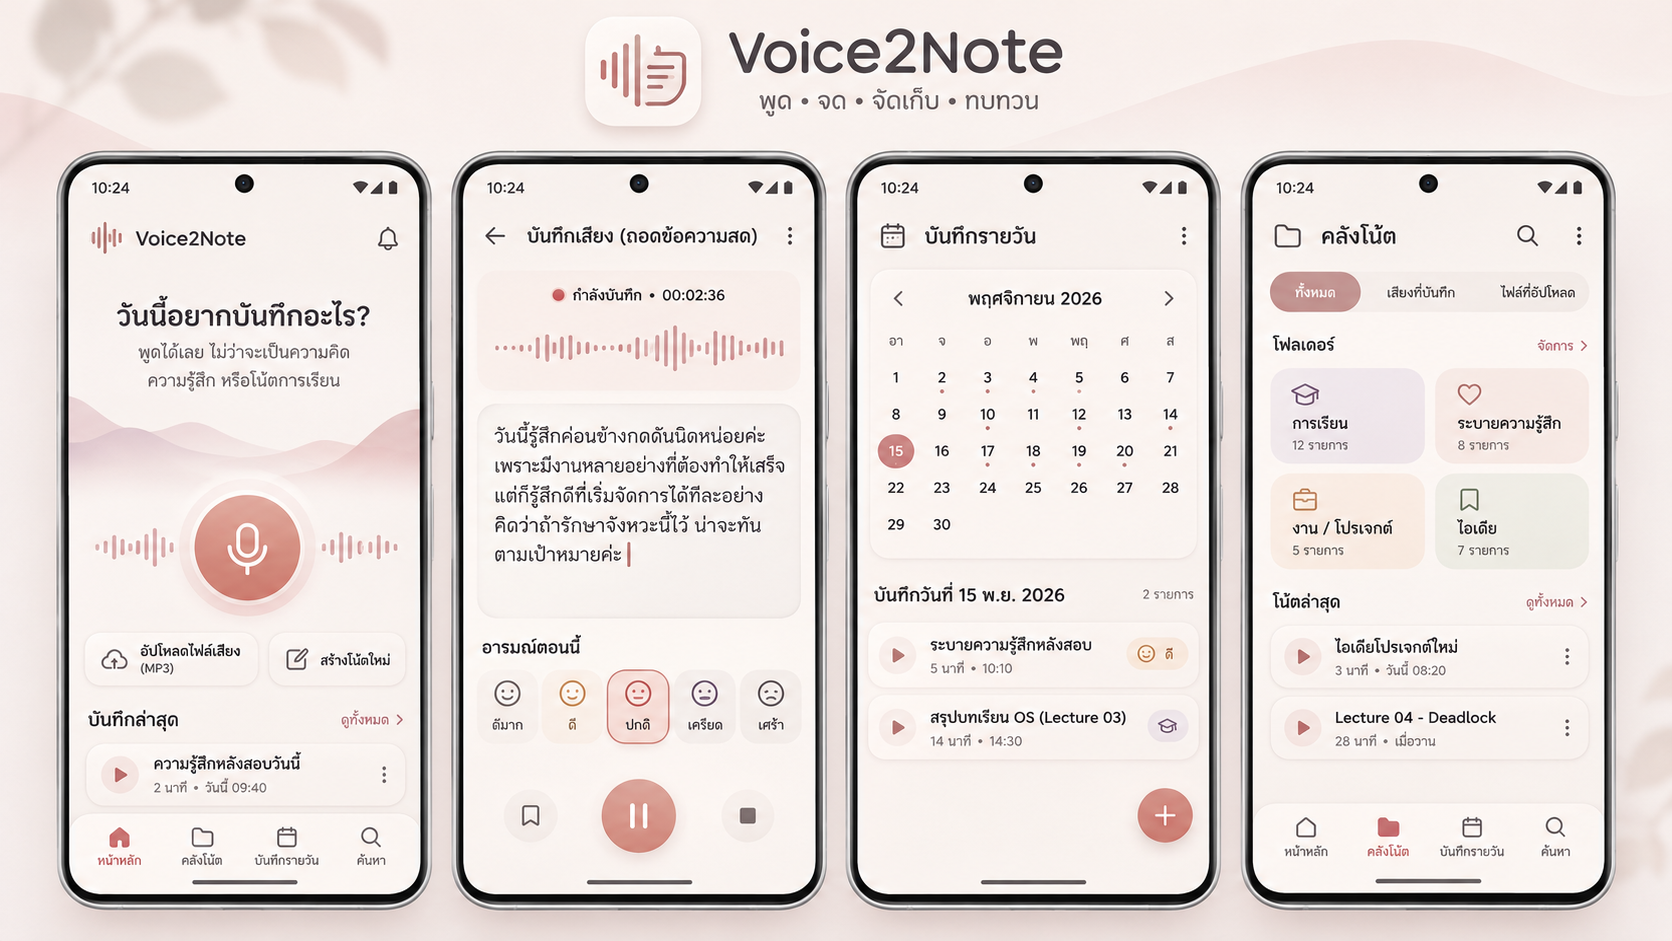 Voice2Note
พูด • จด • จัดเก็บ • ทบทวน
10:24
Voice2Note
วันนี้อยากบันทึกอะไร?
พูดได้เลย ไม่ว่าจะเป็นความคิด
ความรู้สึก หรือโน้ตการเรียน
อัปโหลดไฟล์เสียง
(MP3)
สร้างโน้ตใหม่
บันทึกล่าสุด
ดูทั้งหมด
ความรู้สึกหลังสอบวันนี้
2 นาที • วันนี้ 09:40
หน้าหลัก
คลังโน้ต
บันทึกรายวัน
ค้นหา
10:24
บันทึกเสียง (ถอดข้อความสด)
กำลังบันทึก • 00:02:36
วันนี้รู้สึกค่อนข้างกดดันนิดหน่อยค่ะ
เพราะมีงานหลายอย่างที่ต้องทำให้เสร็จ
แต่ก็รู้สึกดีที่เริ่มจัดการได้ทีละอย่าง
คิดว่าถ้ารักษาจังหวะนี้ไว้ น่าจะทัน
ตามเป้าหมายค่ะ
อารมณ์ตอนนี้
ดีมาก
ดี
ปกติ
เครียด
เศร้า
10:24
บันทึกรายวัน
พฤศจิกายน 2026
อา จ อ พ พฤ ศ ส
1 2 3 4 5 6 7
8 9 10 11 12 13 14
15 16 17 18 19 20 21
22 23 24 25 26 27 28
29 30
บันทึกวันที่ 15 พ.ย. 2026
2 รายการ
ระบายความรู้สึกหลังสอบ
5 นาที • 10:10
ดี
สรุปบทเรียน OS (Lecture 03)
14 นาที • 14:30
10:24
คลังโน้ต
ทั้งหมด
เสียงที่บันทึก
ไฟล์ที่อัปโหลด
โฟลเดอร์
จัดการ
การเรียน
12 รายการ
ระบายความรู้สึก
8 รายการ
งาน / โปรเจกต์
5 รายการ
ไอเดีย
7 รายการ
โน้ตล่าสุด
ดูทั้งหมด
ไอเดียโปรเจกต์ใหม่
3 นาที • วันนี้ 08:20
Lecture 04 - Deadlock
28 นาที • เมื่อวาน
หน้าหลัก
คลังโน้ต
บันทึกรายวัน
ค้นหา